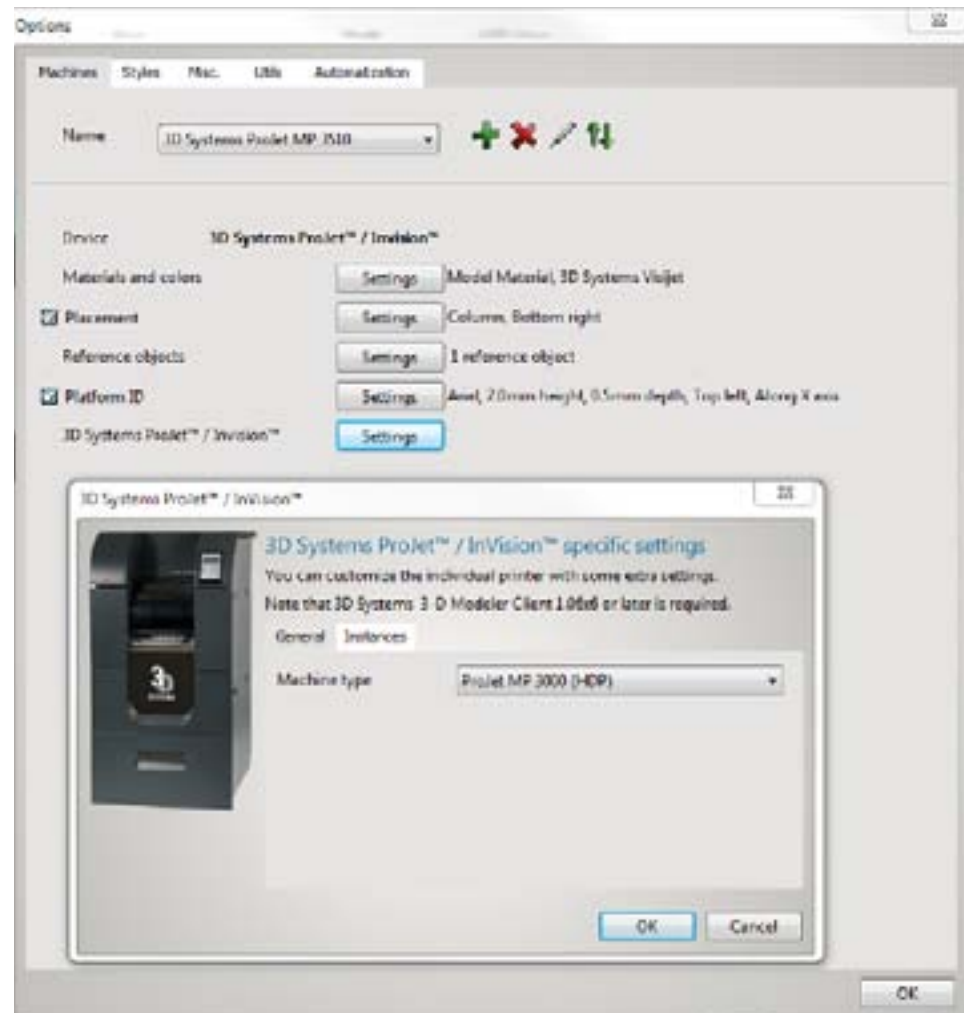 Options
Machines Styles Misc. Utils Automatization
Name 3D Systems ProJet MP 3510
Device 3D Systems ProJet™ / InVision™
Materials and colors Settings Model Material, 3D Systems Visijet
Placement Settings Column, Bottom right
Reference objects Settings 1 reference object
Platform ID Settings Arial, 2.0mm height, 0.5mm depth, Top left, Along X axis
3D Systems ProJet™ / InVision™ Settings
3D Systems ProJet™ / InVision™
3D Systems ProJet™ / InVision™ specific settings
You can customize the individual printer with some extra settings.
Note that 3D Systems 3-D Modeler Client 1.06x6 or later is required.
General Instances
Machine type ProJet MP 3000 (HDP)
3D
OK Cancel
OK